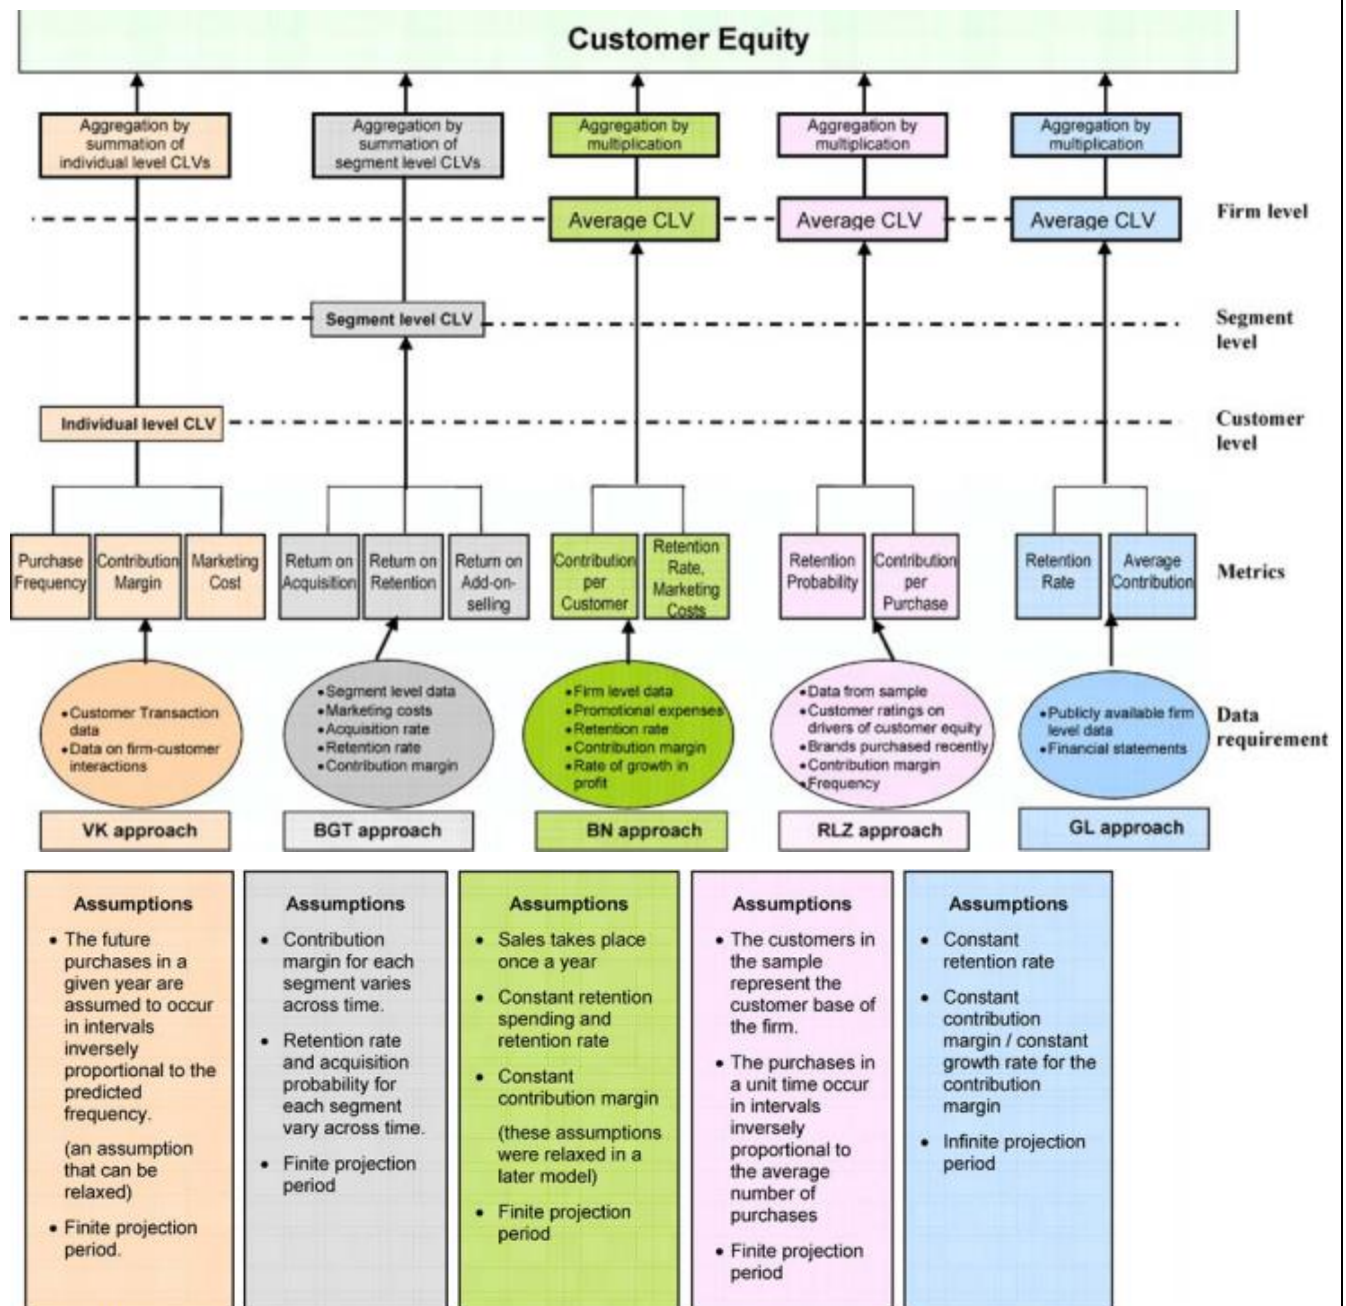 Customer Equity
Aggregation by
summation of
individual level CLVs
Aggregation by
summation of
segment level CLVs
Aggregation by
multiplication
Aggregation by
multiplication
Aggregation by
multiplication
Average CLV
Average CLV
Average CLV
Firm level
Segment level CLV
Segment
level
Individual level CLV
Customer
level
Purchase
Frequency
Contribution
Margin
Marketing
Cost
Return on
Acquisition
Return on
Retention
Return on
Add-on-
selling
Contribution
per
Customer
Retention
Rate,
Marketing
Costs
Retention
Probability
Contribution
per
Purchase
Retention
Rate
Average
Contribution
Metrics
•Customer Transaction
data
•Data on firm-customer
interactions
•Segment level data
•Marketing costs
•Acquisition rate
•Retention rate
•Contribution margin
•Firm level data
•Promotional expenses
•Retention rate
•Contribution margin
•Rate of growth in
profit
•Data from sample
•Customer ratings on
drivers of customer equity
•Brands purchased recently
•Contribution margin
•Frequency
•Publicly available firm
level data
•Financial statements
Data
requirement
VK approach
BGT approach
BN approach
RLZ approach
GL approach
Assumptions
• The future
purchases in a
given year are
assumed to occur
in intervals
inversely
proportional to the
predicted
frequency.
(an assumption
that can be
relaxed)
• Finite projection
period.
Assumptions
• Contribution
margin for each
segment varies
across time.
• Retention rate
and acquisition
probability for
each segment
vary across time.
• Finite projection
period
Assumptions
• Sales takes place
once a year
• Constant retention
spending and
retention rate
• Constant
contribution margin
(these assumptions
were relaxed in a
later model)
• Finite projection
period
Assumptions
• The customers in
the sample
represent the
customer base of
the firm.
• The purchases in
a unit time occur
in intervals
inversely
proportional to
the average
number of
purchases
• Finite projection
period
Assumptions
• Constant
retention rate
• Constant
contribution
margin / constant
growth rate for the
contribution
margin
• Infinite projection
period